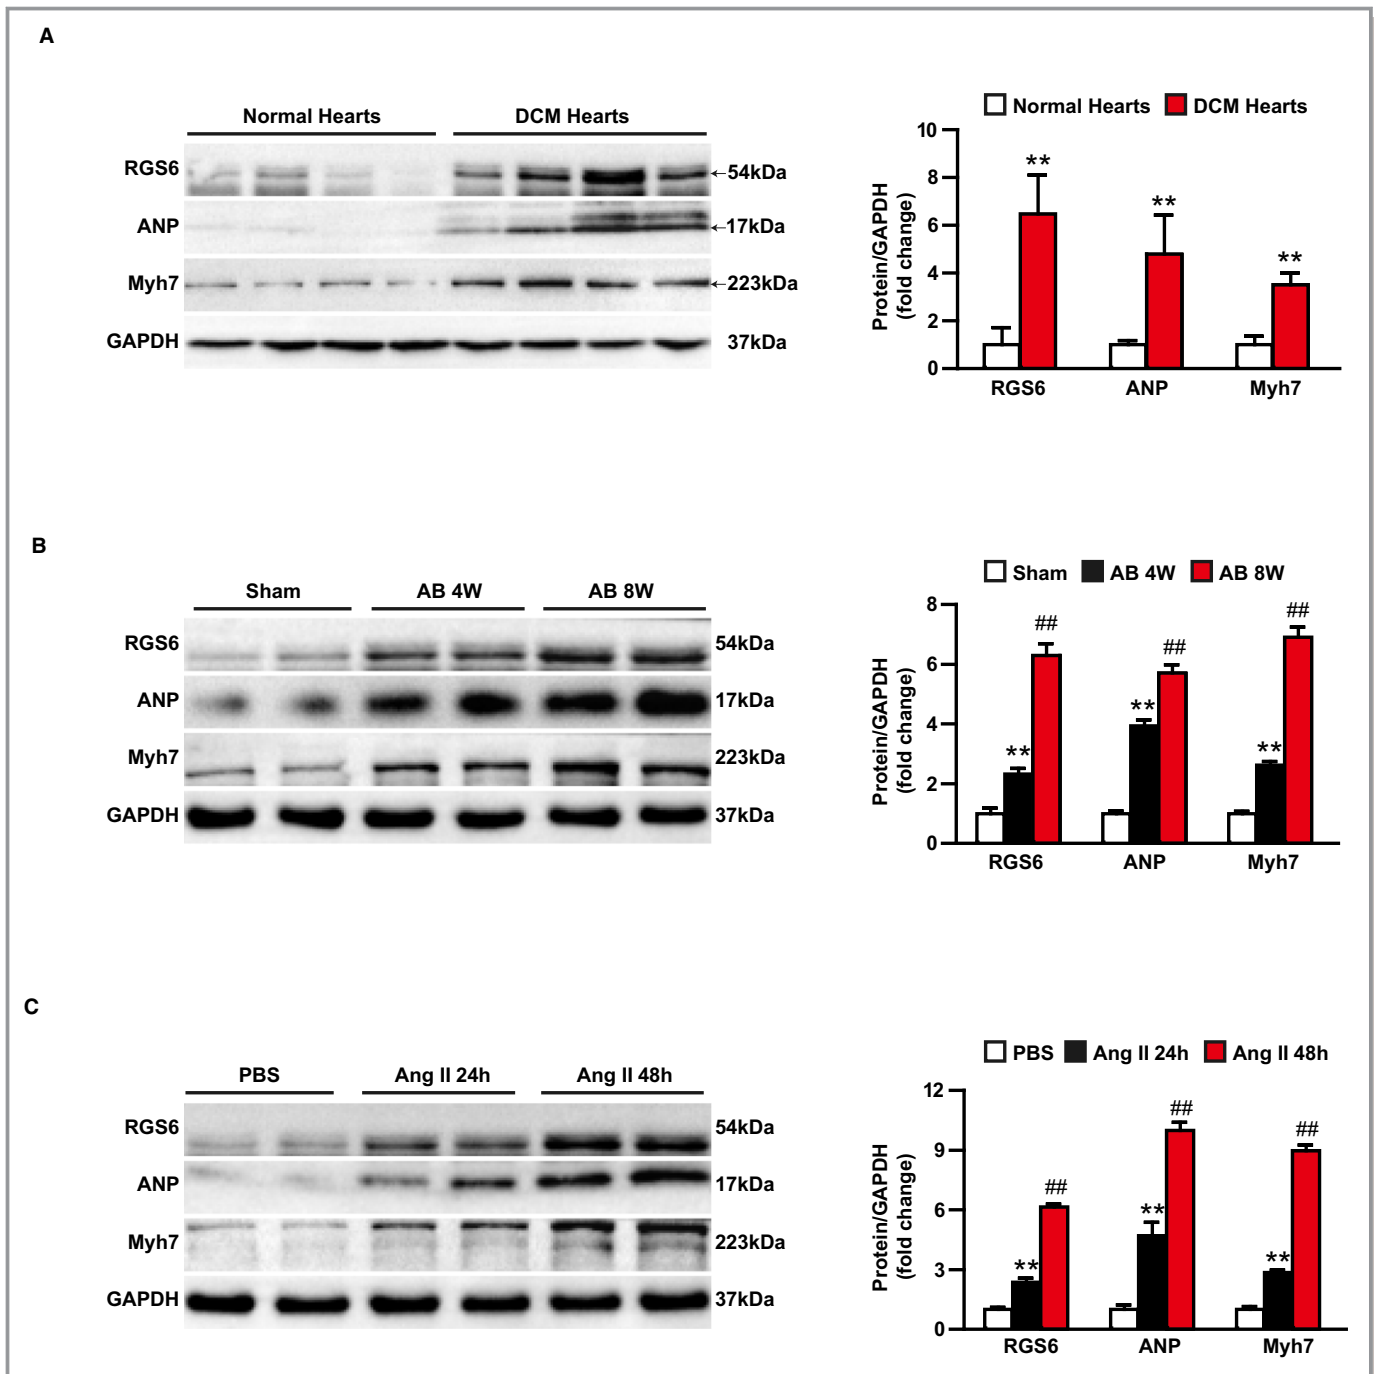 A
Normal Hearts DCM Hearts
RGS6 ←54kDa
ANP ←17kDa
Myh7 ←223kDa
GAPDH 37kDa
Normal Hearts DCM Hearts
Protein/GAPDH
(fold change)
10
8
6
4
2
0
** ** **
RGS6 ANP Myh7
B
Sham AB 4W AB 8W
RGS6 54kDa
ANP 17kDa
Myh7 223kDa
GAPDH 37kDa
Sham AB 4W AB 8W
Protein/GAPDH
(fold change)
8
6
4
2
0
** ## ** ## ** ##
RGS6 ANP Myh7
C
PBS Ang II 24h Ang II 48h
RGS6 54kDa
ANP 17kDa
Myh7 223kDa
GAPDH 37kDa
PBS Ang II 24h Ang II 48h
Protein/GAPDH
(fold change)
12
9
6
3
0
** ## ** ## ** ##
RGS6 ANP Myh7